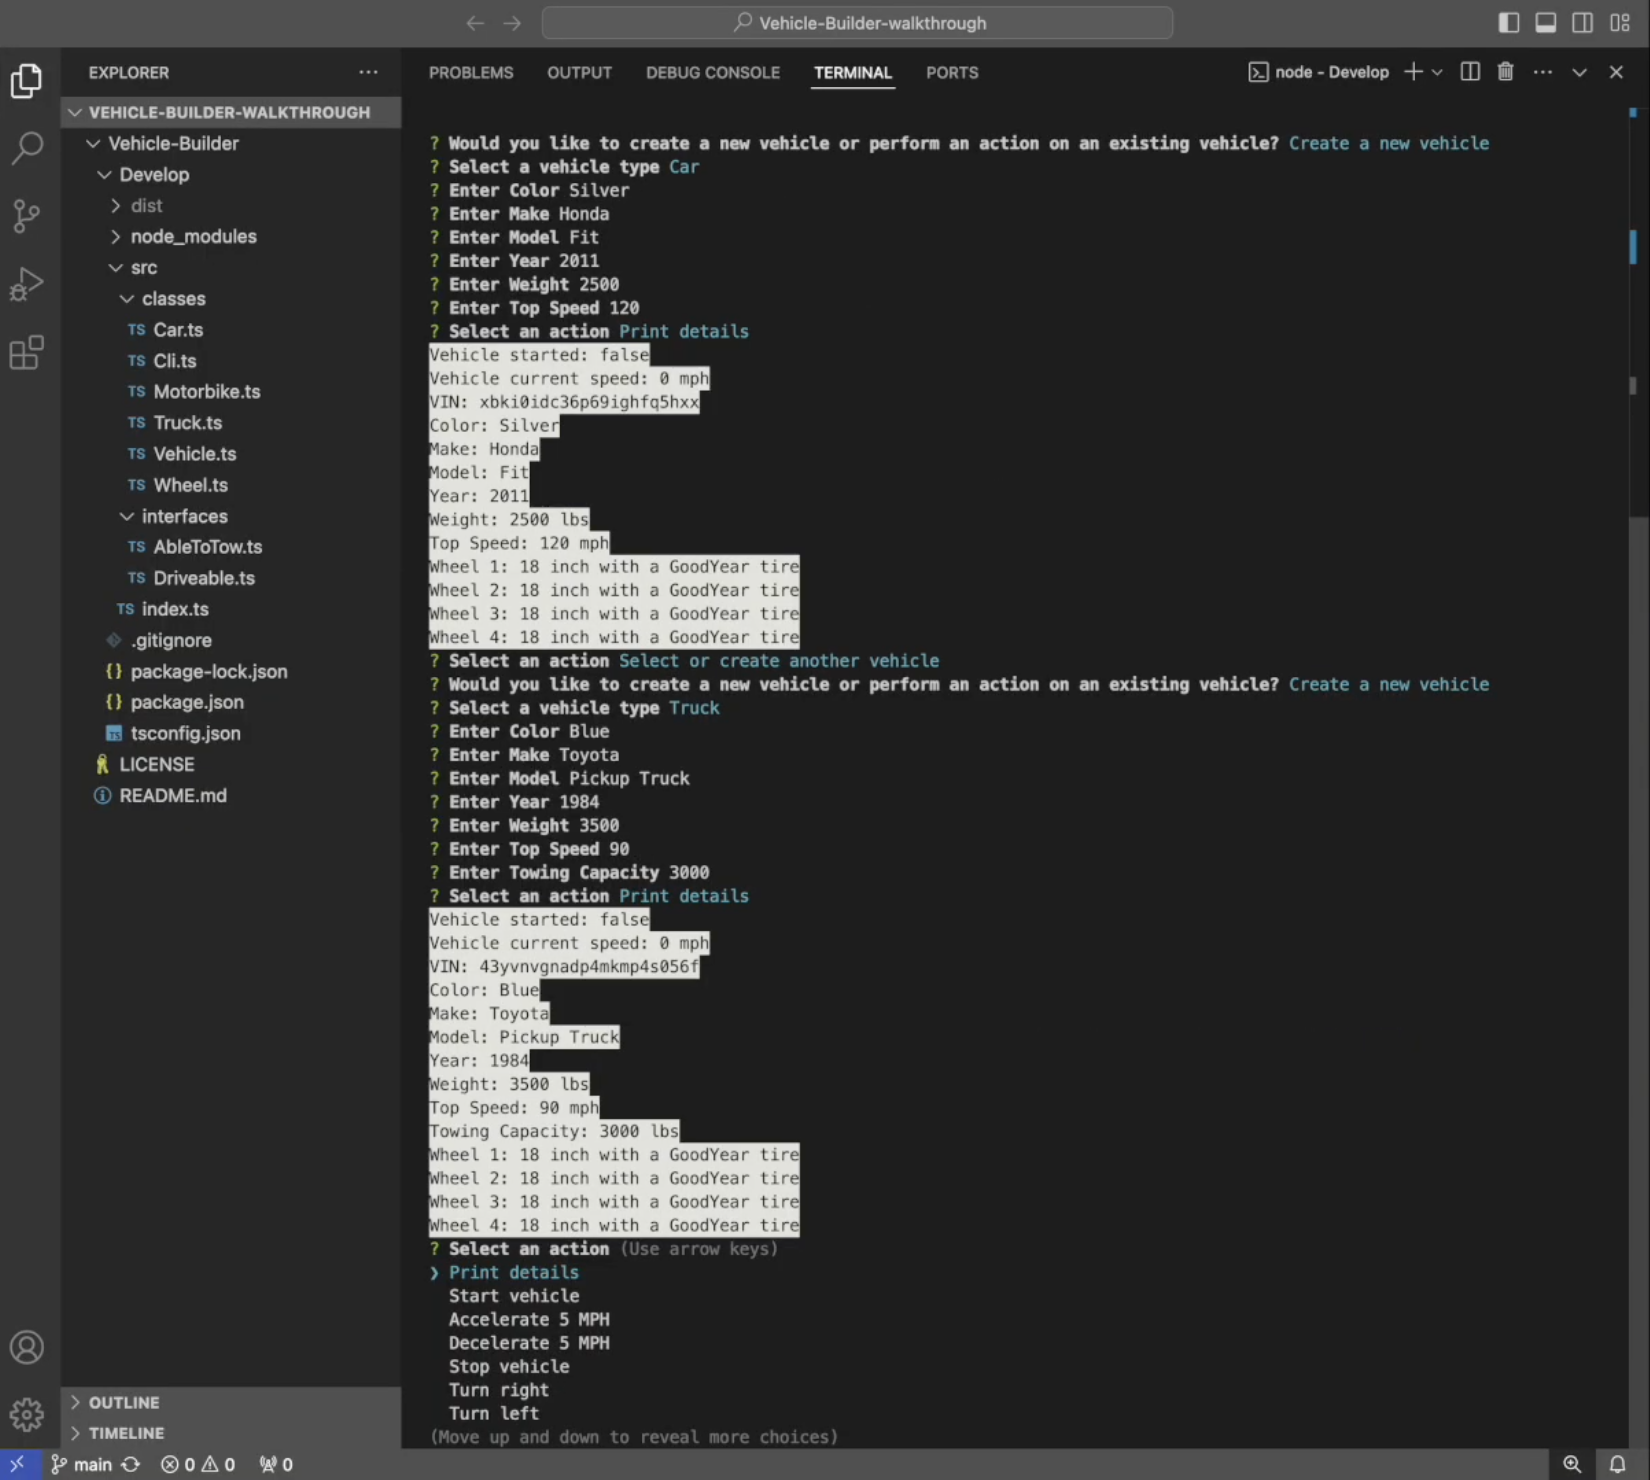 Vehicle-Builder-walkthrough
EXPLORER
PROBLEMS OUTPUT DEBUG CONSOLE TERMINAL PORTS
node - Develop
VEHICLE-BUILDER-WALKTHROUGH
Vehicle-Builder
Develop
dist
node_modules
src
classes
TS Car.ts
TS Cli.ts
TS Motorbike.ts
TS Truck.ts
TS Vehicle.ts
TS Wheel.ts
interfaces
TS AbleToTow.ts
TS Driveable.ts
TS index.ts
.gitignore
{} package-lock.json
{} package.json
TS tsconfig.json
LICENSE
README.md
OUTLINE
TIMELINE
? Would you like to create a new vehicle or perform an action on an existing vehicle? Create a new vehicle
? Select a vehicle type Car
? Enter Color Silver
? Enter Make Honda
? Enter Model Fit
? Enter Year 2011
? Enter Weight 2500
? Enter Top Speed 120
? Select an action Print details
Vehicle started: false
Vehicle current speed: 0 mph
VIN: xbki0idc36p69ighfq5hxx
Color: Silver
Make: Honda
Model: Fit
Year: 2011
Weight: 2500 lbs
Top Speed: 120 mph
Wheel 1: 18 inch with a GoodYear tire
Wheel 2: 18 inch with a GoodYear tire
Wheel 3: 18 inch with a GoodYear tire
Wheel 4: 18 inch with a GoodYear tire
? Select an action Select or create another vehicle
? Would you like to create a new vehicle or perform an action on an existing vehicle? Create a new vehicle
? Select a vehicle type Truck
? Enter Color Blue
? Enter Make Toyota
? Enter Model Pickup Truck
? Enter Year 1984
? Enter Weight 3500
? Enter Top Speed 90
? Enter Towing Capacity 3000
? Select an action Print details
Vehicle started: false
Vehicle current speed: 0 mph
VIN: 43yvnvgnadp4mkmp4s056f
Color: Blue
Make: Toyota
Model: Pickup Truck
Year: 1984
Weight: 3500 lbs
Top Speed: 90 mph
Towing Capacity: 3000 lbs
Wheel 1: 18 inch with a GoodYear tire
Wheel 2: 18 inch with a GoodYear tire
Wheel 3: 18 inch with a GoodYear tire
Wheel 4: 18 inch with a GoodYear tire
? Select an action (Use arrow keys)
❯ Print details
Start vehicle
Accelerate 5 MPH
Decelerate 5 MPH
Stop vehicle
Turn right
Turn left
(Move up and down to reveal more choices)
main 0 0 0